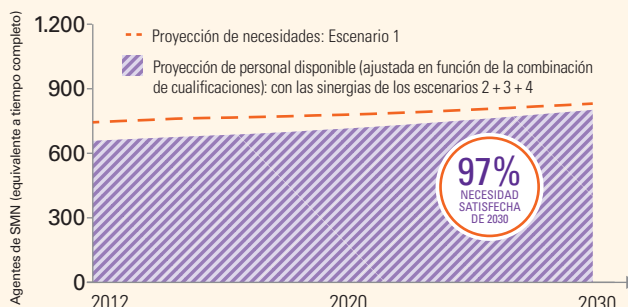 Agentes de SMN (equivalente a tiempo completo)
1.200
900
600
300
0
Proyección de necesidades: Escenario 1
Proyección de personal disponible (ajustada en función de la combinación
de cualificaciones): con las sinergias de los escenarios 2 + 3 + 4
97%
NECESIDAD
SATISFECHA
DE 2030
2012
2020
2030